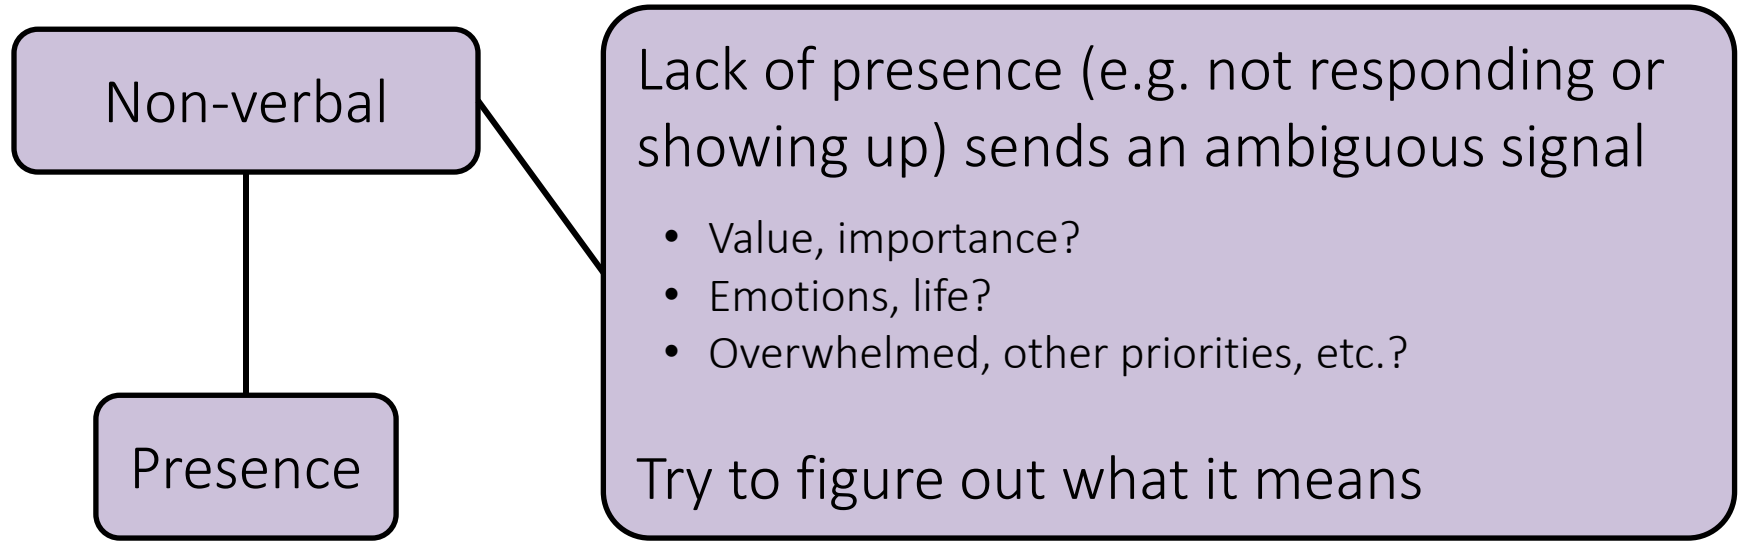 Non-verbal
Presence
Lack of presence (e.g. not responding or
showing up) sends an ambiguous signal
• Value, importance?
• Emotions, life?
• Overwhelmed, other priorities, etc.?
Try to figure out what it means